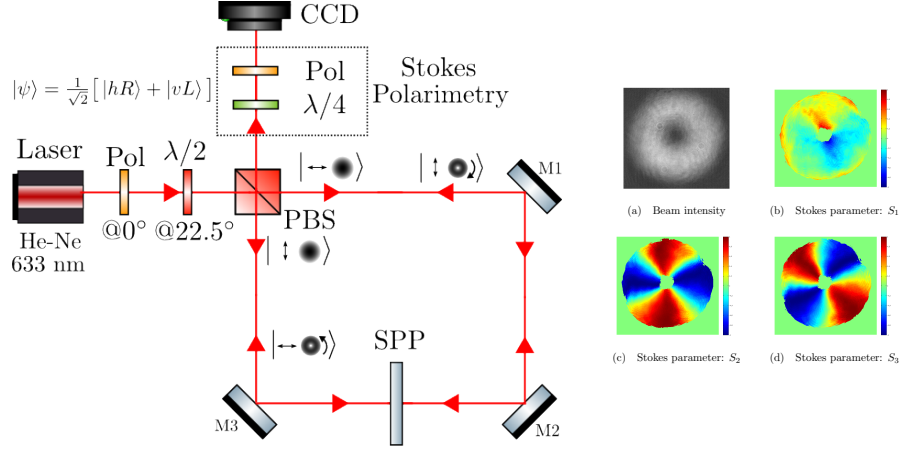 CCD
|ψ⟩ = 1/√2 [ |hR⟩ + |vL⟩ ]
Pol
λ/4
Stokes
Polarimetry
Laser
Pol
λ/2
@0°
@22.5°
PBS
He-Ne
633 nm
M1
SPP
M3
M2
(a) Beam intensity
(b) Stokes parameter: S₁
(c) Stokes parameter: S₂
(d) Stokes parameter: S₃